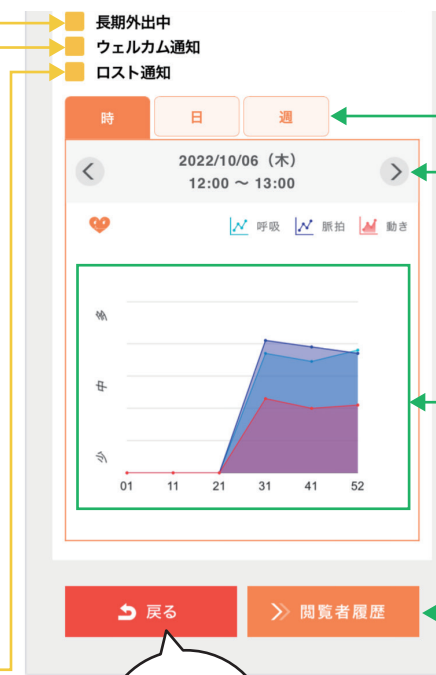 長期外出中
ウェルカム通知
ロスト通知
時 日 週
2022/10/06（木）
12:00 ～ 13:00
呼吸 脈拍 動き
多
中
少
01 11 21 31 41 52
戻る 閲覧者履歴